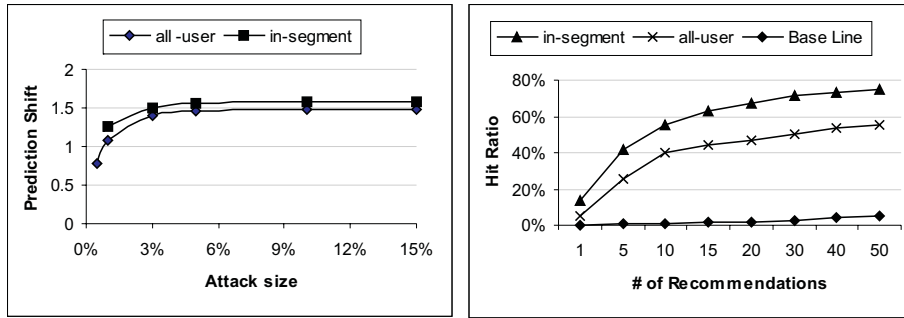 all -user
in-segment
Prediction Shift
2
1.5
1
0.5
0
0%
3%
6%
9%
12%
15%
Attack size
in-segment
all-user
Base Line
Hit Ratio
80%
60%
40%
20%
0%
1
5
10
15
20
30
40
50
# of Recommendations